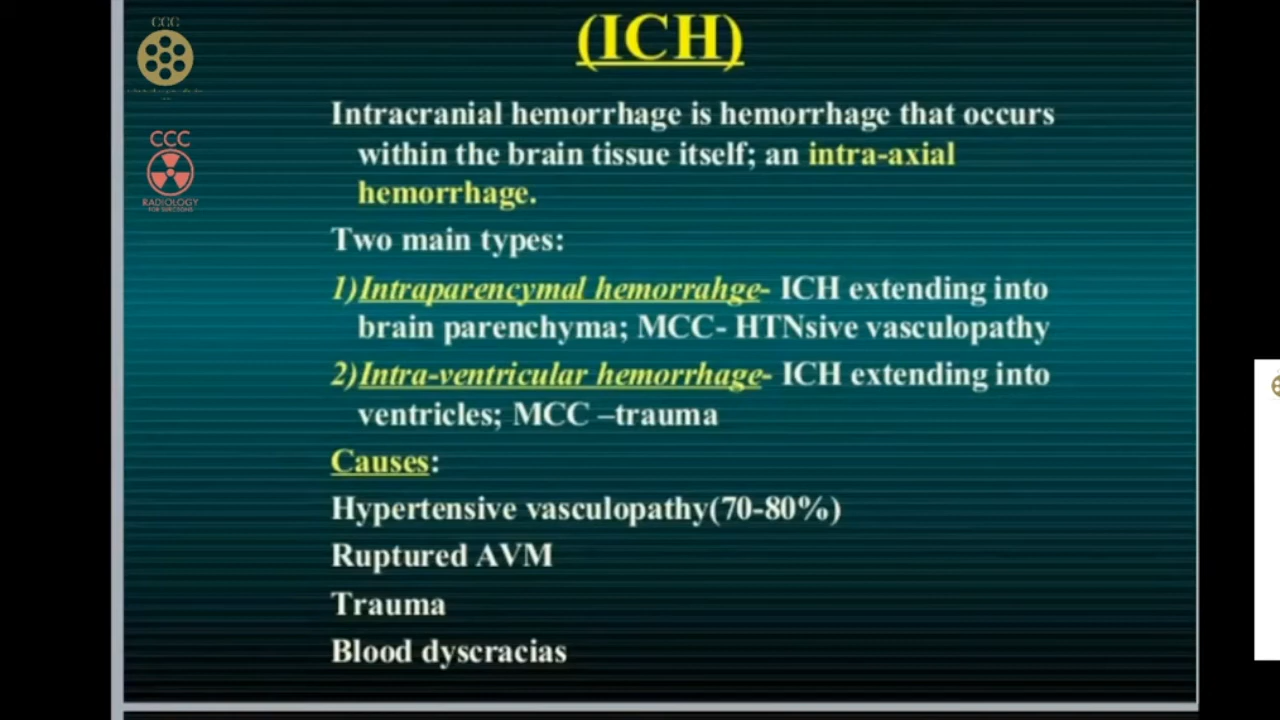 CCC
(ICH)
CCC
RADIOLOGY
Intracranial hemorrhage is hemorrhage that occurs
within the brain tissue itself; an intra-axial
hemorrhage.
Two main types:
1)Intraparencymal hemorrahge- ICH extending into
brain parenchyma; MCC- HTNsive vasculopathy
2)Intra-ventricular hemorrhage- ICH extending into
ventricles; MCC –trauma
Causes:
Hypertensive vasculopathy(70-80%)
Ruptured AVM
Trauma
Blood dyscracias